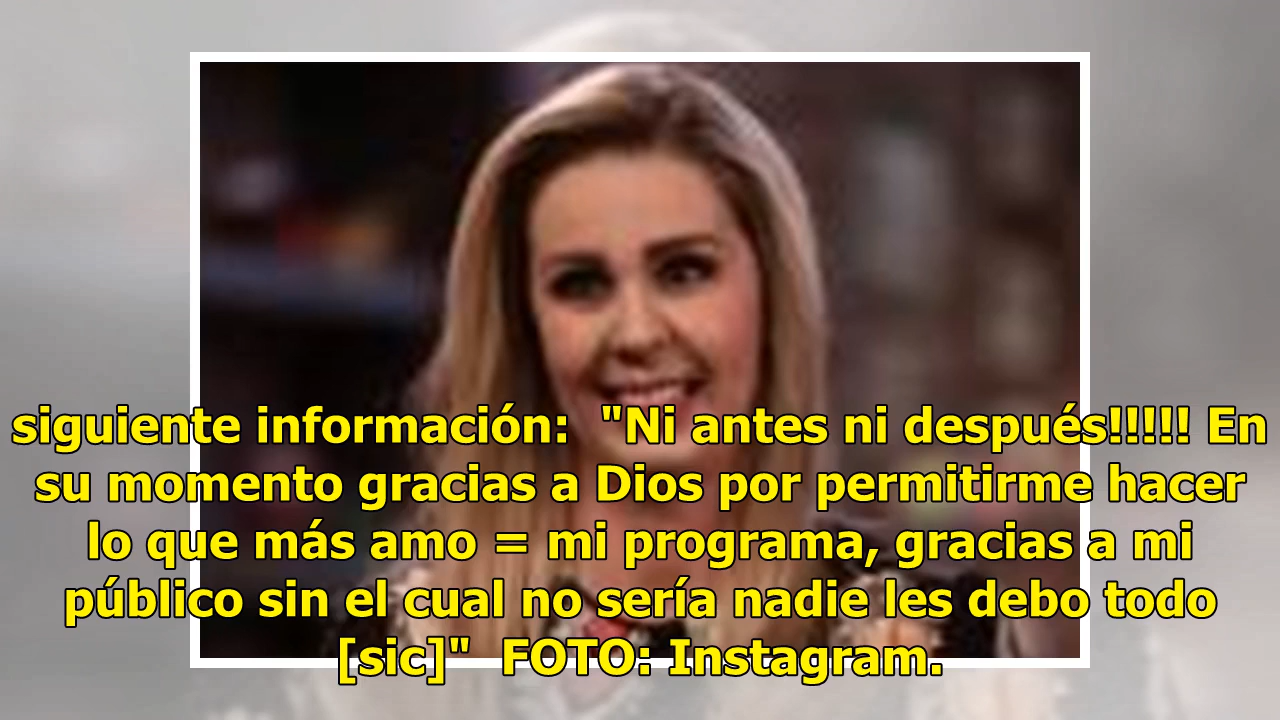 siguiente información:  "Ni antes ni después!!!!! En
su momento gracias a Dios por permitirme hacer
lo que más amo = mi programa, gracias a mi
público sin el cual no sería nadie les debo todo
[sic]"  FOTO: Instagram.